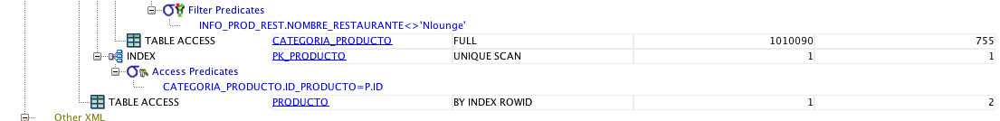 Filter Predicates
INFO_PROD_REST.NOMBRE_RESTAURANTE<>'Nlounge'
TABLE ACCESS CATEGORIA_PRODUCTO FULL 1010090 755
INDEX PK_PRODUCTO UNIQUE SCAN 1 1
Access Predicates
CATEGORIA_PRODUCTO.ID_PRODUCTO=P.ID
TABLE ACCESS PRODUCTO BY INDEX ROWID 1 2
Other XML